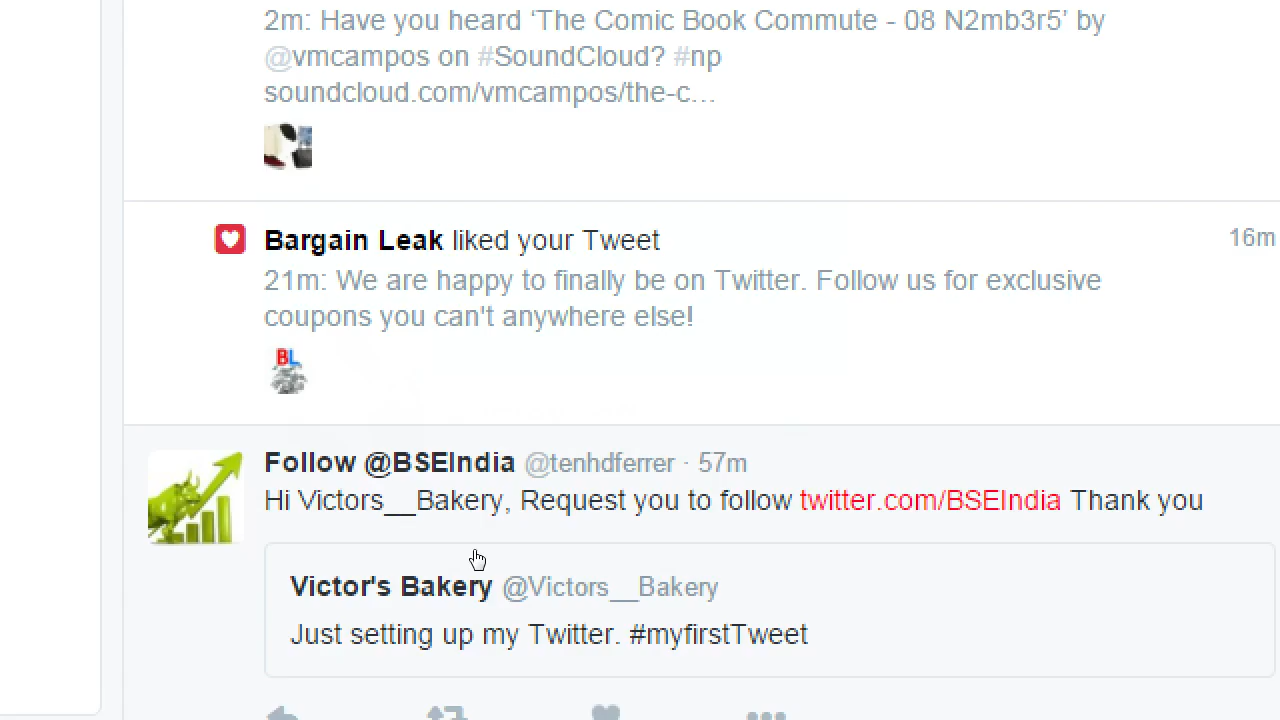 2m: Have you heard ‘The Comic Book Commute - 08 N2mb3r5’ by
@vmcampos on #SoundCloud? #np
soundcloud.com/vmcampos/the-c…
Bargain Leak liked your Tweet
16m
21m: We are happy to finally be on Twitter. Follow us for exclusive
coupons you can't anywhere else!
BL
Follow @BSEIndia @tenhdferrer · 57m
Hi Victors__Bakery, Request you to follow twitter.com/BSEIndia Thank you
Victor's Bakery @Victors__Bakery
Just setting up my Twitter. #myfirstTweet